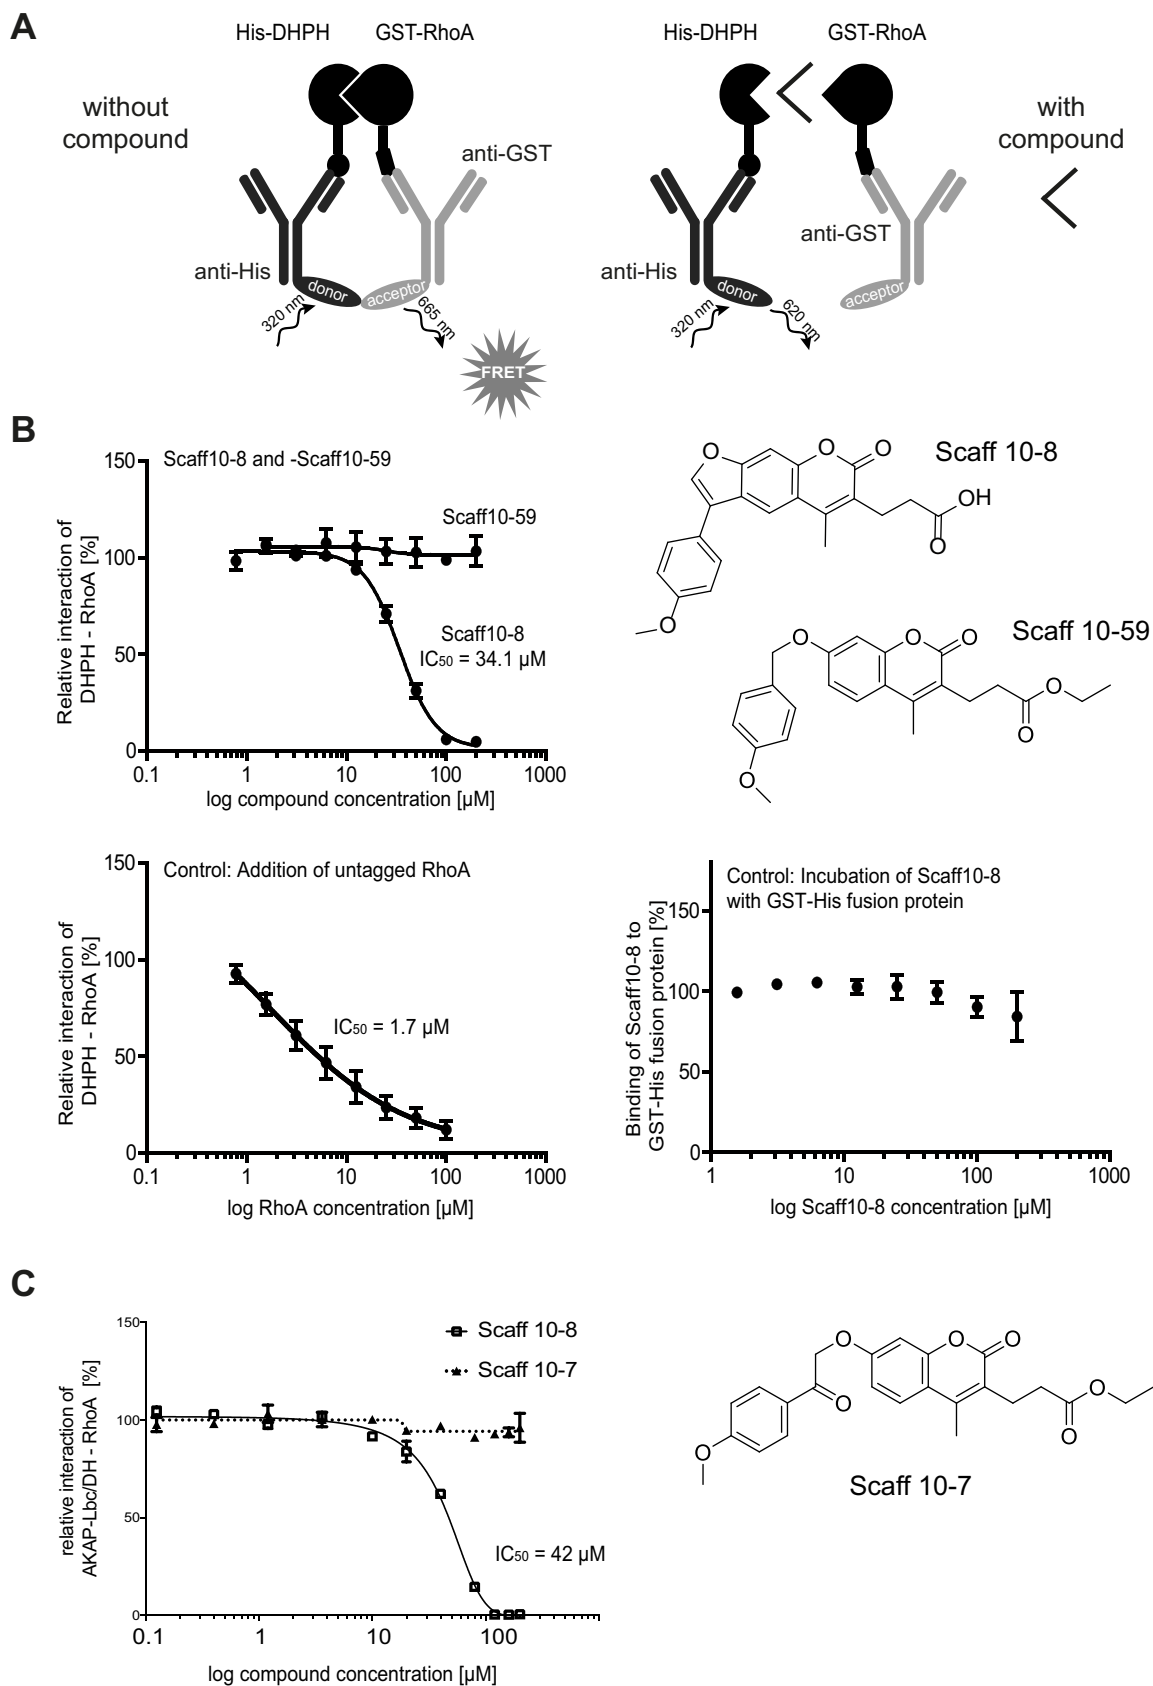 A
His-DHPH
GST-RhoA
His-DHPH
GST-RhoA
without
compound
with
compound
anti-GST
anti-GST
anti-His
anti-His
donor
acceptor
donor
acceptor
320 nm
665 nm
320 nm
620 nm
FRET
B
Scaff10-8 and -Scaff10-59
Relative interaction of
DHPH - RhoA [%]
150
100
50
0
Scaff10-59
Scaff10-8
IC50 = 34.1 µM
0.1
1
10
100
1000
log compound concentration [µM]
Scaff 10-8
O
O
O
OH
O
O
Scaff 10-59
O
O
O
O
O
O
Control: Addition of untagged RhoA
Relative interaction of
DHPH - RhoA [%]
150
100
50
0
IC50 = 1.7 µM
0.1
1
10
100
1000
log RhoA concentration [µM]
Control: Incubation of Scaff10-8
with GST-His fusion protein
Binding of Scaff10-8 to
GST-His fusion protein [%]
150
100
50
0
1
10
100
1000
log Scaff10-8 concentration [µM]
C
relative interaction of
AKAP-Lbc/DH - RhoA [%]
150
100
50
0
Scaff 10-8
Scaff 10-7
IC50 = 42 µM
0.1
1
10
100
log compound concentration [µM]
O
O
O
O
O
O
O
Scaff 10-7